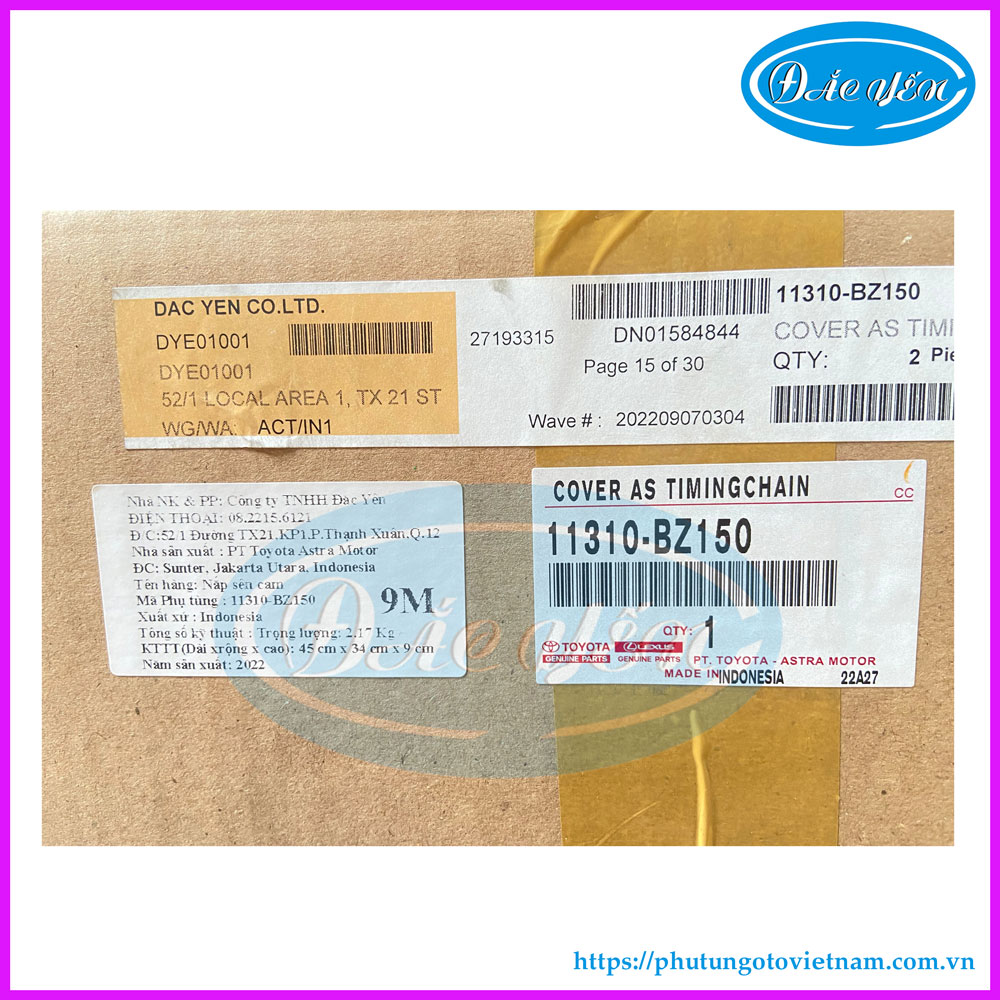 ĐẮC YẾN
DAC YEN CO.LTD.
DYE01001
DYE01001
52/1 LOCAL AREA 1, TX 21 ST
WG/WA: ACT/IN1
27193315
DN01584844
Page 15 of 30
Wave # : 202209070304
11310-BZ150
COVER AS TIMI
QTY: 2 Pie
Nhà NK & PP: Công ty TNHH Đắc Yến
ĐIỆN THOẠI: 08.2215.6121
Đ C:52/1 Đường TX21,KP1,P.Thạnh Xuân,Q.12
Nhà sản xuất : PT Toyota Astra Motor
ĐC: Sunter, Jakarta Utara, Indonesia
Tên hàng: Nắp sên cam
Mã Phụ tùng : 11310-BZ150
Xuất xứ : Indonesia
Tổng số kỹ thuật : Trọng lượng: 2.17 Kg
KTTT(Dài xrộng x cao): 45 cm x 34 cm x 9 cm
Năm sản xuất: 2022
9M
COVER AS TIMINGCHAIN
CC
11310-BZ150
QTY: 1
TOYOTA
GENUINE PARTS
LEXUS
GENUINE PARTS
PT. TOYOTA - ASTRA MOTOR
MADE IN INDONESIA
22A27
ĐẮC YẾN
https://phutungotovietnam.com.vn